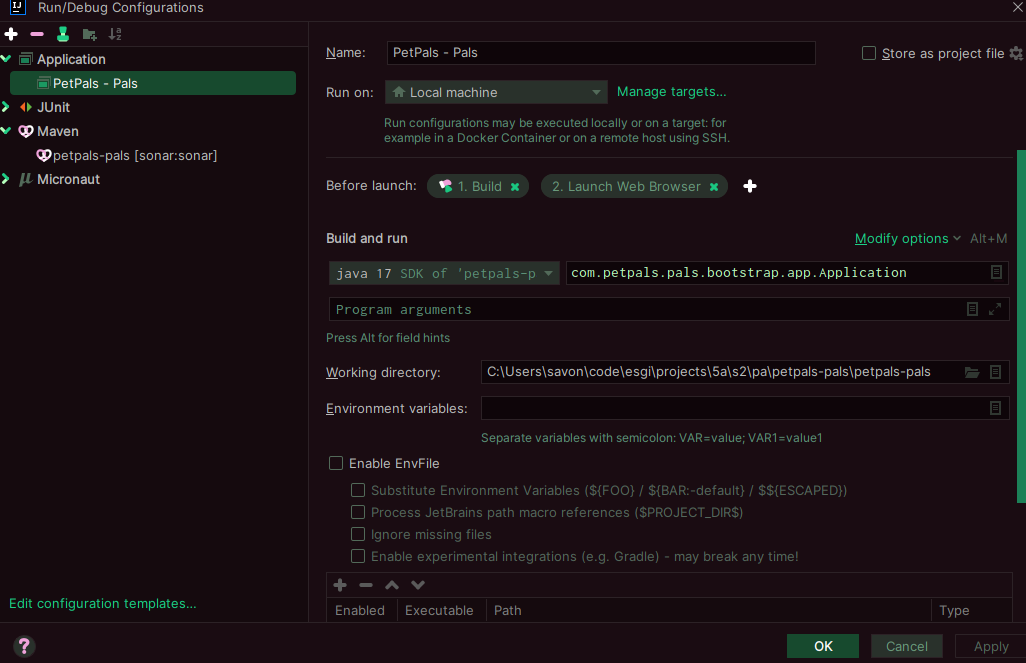 IJ Run/Debug Configurations
Application
PetPals - Pals
JUnit
Maven
petpals-pals [sonar:sonar]
μ Micronaut
Edit configuration templates...
?
Name: PetPals - Pals
Store as project file
Run on: Local machine Manage targets...
Run configurations may be executed locally or on a target: for
example in a Docker Container or on a remote host using SSH.
Before launch: 1. Build 2. Launch Web Browser
Build and run Modify options Alt+M
java 17 SDK of 'petpals-p com.petpals.pals.bootstrap.app.Application
Program arguments
Press Alt for field hints
Working directory: C:\Users\savon\code\esgi\projects\5a\s2\pa\petpals-pals\petpals-pals
Environment variables:
Separate variables with semicolon: VAR=value; VAR1=value1
Enable EnvFile
Substitute Environment Variables (${FOO} / ${BAR:-default} / $${ESCAPED})
Process JetBrains path macro references ($PROJECT_DIR$)
Ignore missing files
Enable experimental integrations (e.g. Gradle) - may break any time!
Enabled Executable Path Type
OK Cancel Apply